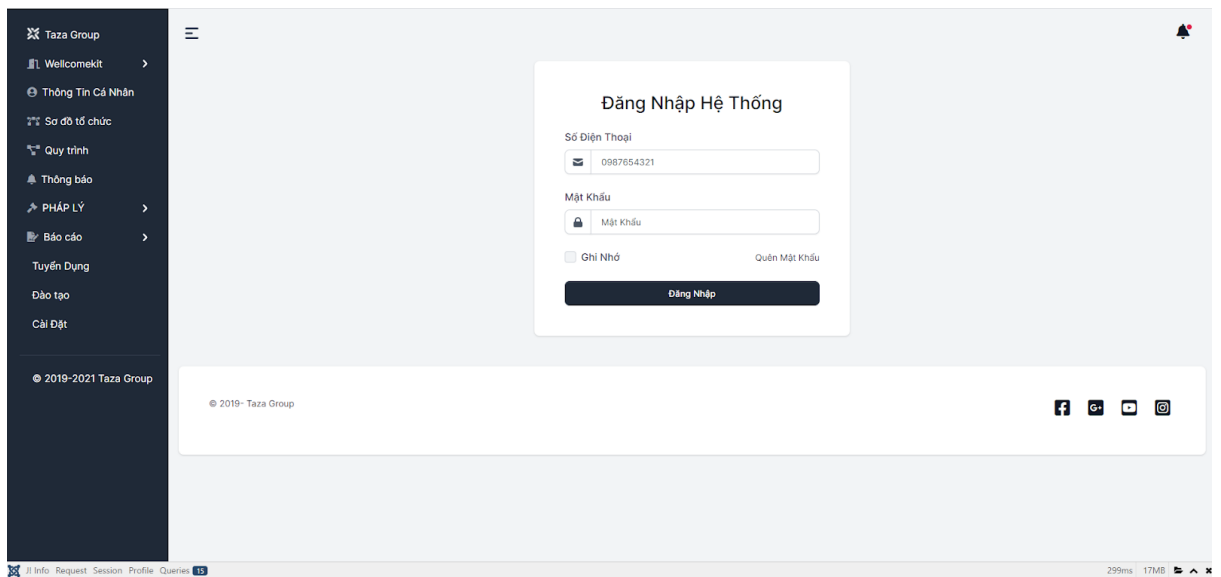 Taza Group
Wellcomekit
Thông Tin Cá Nhân
Sơ đồ tổ chức
Quy trình
Thông báo
PHÁP LÝ
Báo cáo
Tuyển Dụng
Đào tạo
Cài Đặt
© 2019-2021 Taza Group
Đăng Nhập Hệ Thống
Số Điện Thoại
0987654321
Mật Khẩu
Mật Khẩu
Ghi Nhớ
Quên Mật Khẩu
Đăng Nhập
© 2019- Taza Group
G+
J! Info Request Session Profile Queries 15
299ms 17MB